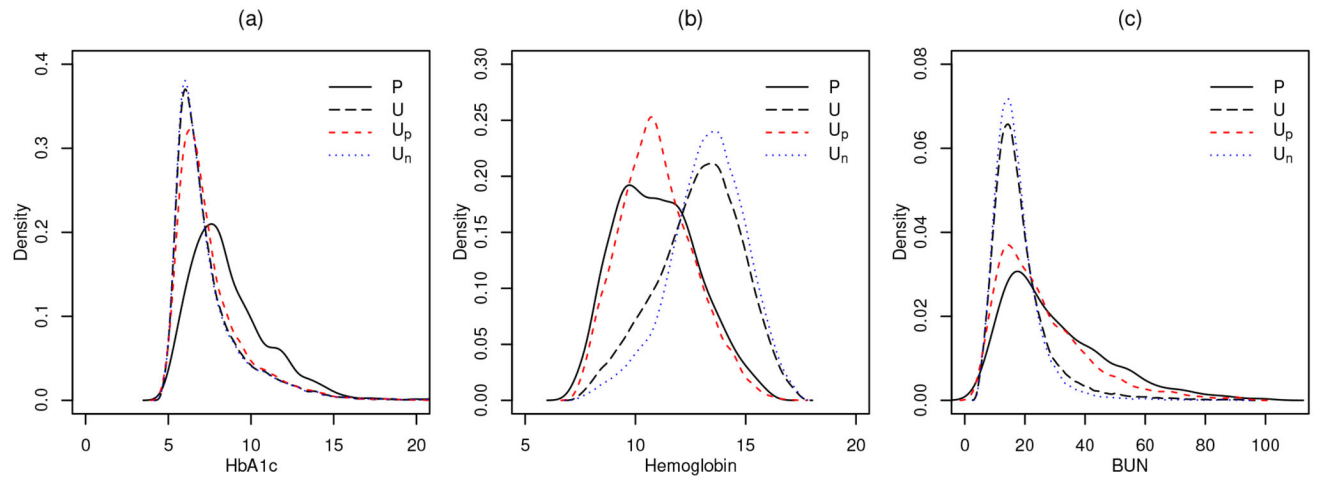 (a)
0.4
0.3
0.2
0.1
0.0
Density
P
U
Up
Un
0 5 10 15 20
HbA1c
(b)
0.30
0.25
0.20
0.15
0.10
0.05
0.00
Density
P
U
Up
Un
5 10 15 20
Hemoglobin
(c)
0.08
0.06
0.04
0.02
0.00
Density
P
U
Up
Un
0 20 40 60 80 100
BUN